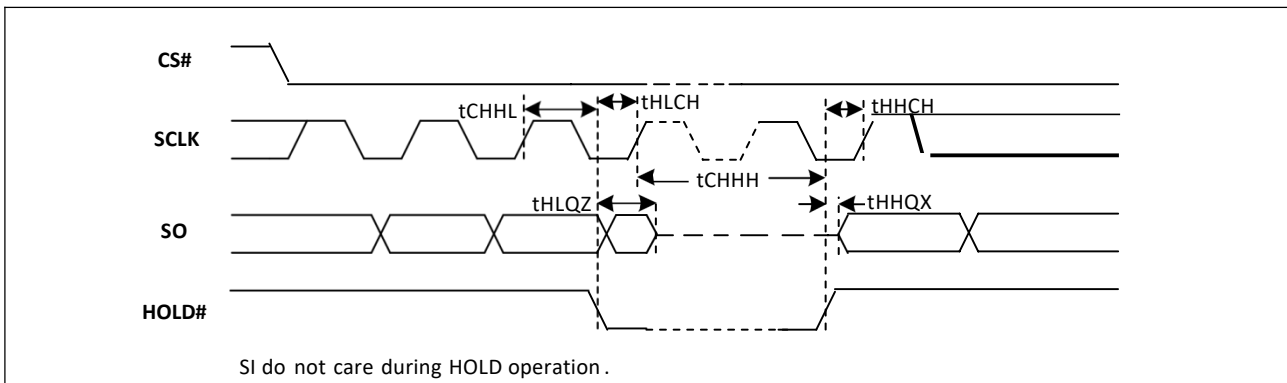 CS#
tCHHL
tHLCH
tHHCH
SCLK
tCHHH
tHLQZ
tHHQX
SO
HOLD#
SI do not care during HOLD operation .